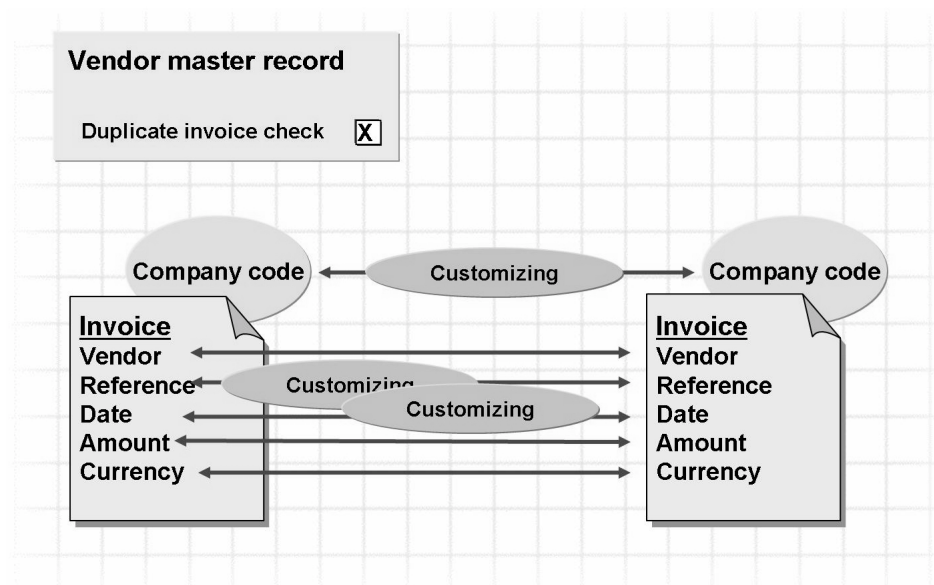 Vendor master record
Duplicate invoice check X
Company code
Customizing
Company code
Invoice
Vendor
Reference
Date
Amount
Currency
Customizing
Customizing
Invoice
Vendor
Reference
Date
Amount
Currency